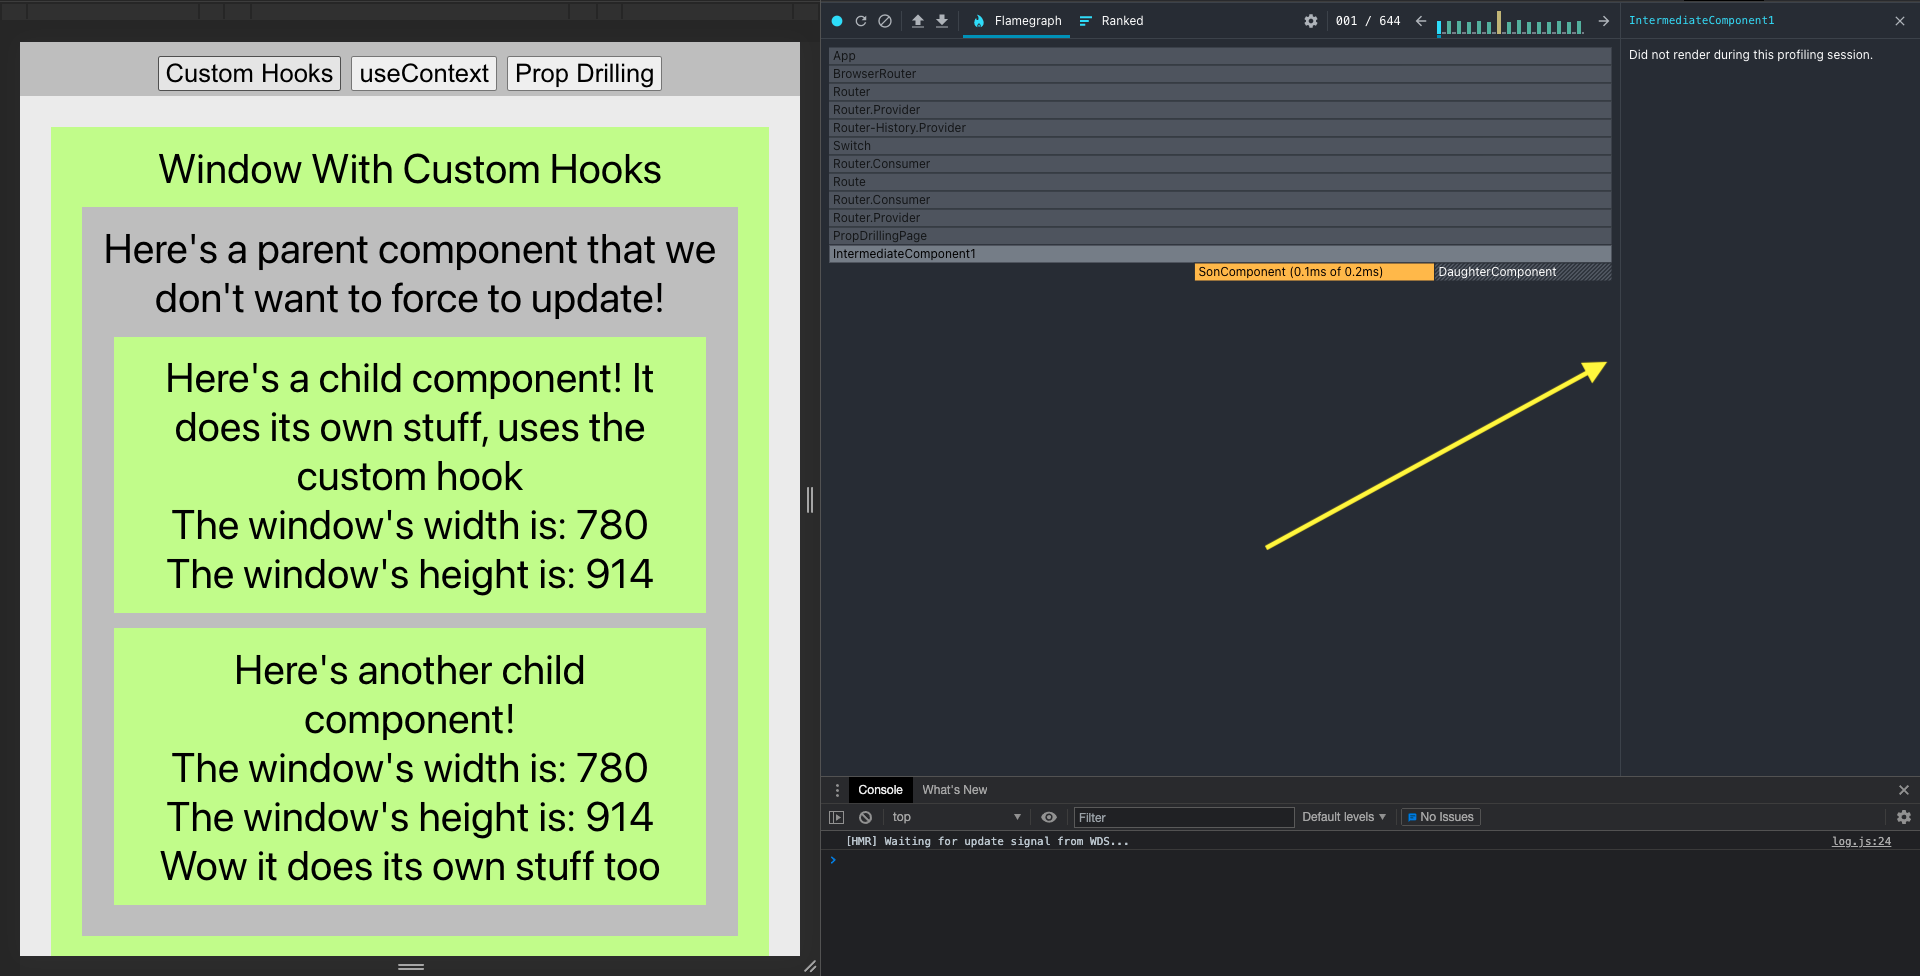 Custom Hooks useContext Prop Drilling
Window With Custom Hooks
Here's a parent component that we
don't want to force to update!
Here's a child component! It
does its own stuff, uses the
custom hook
The window's width is: 780
The window's height is: 914
Here's another child
component!
The window's width is: 780
The window's height is: 914
Wow it does its own stuff too
Flamegraph Ranked 001 / 644
App
BrowserRouter
Router
Router.Provider
Router-History.Provider
Switch
Router.Consumer
Route
Router.Consumer
Router.Provider
PropDrillingPage
IntermediateComponent1
SonComponent (0.1ms of 0.2ms) DaughterComponent
IntermediateComponent1
Did not render during this profiling session.
Console What's New
top Filter Default levels No Issues
[HMR] Waiting for update signal from WDS... log.js:24